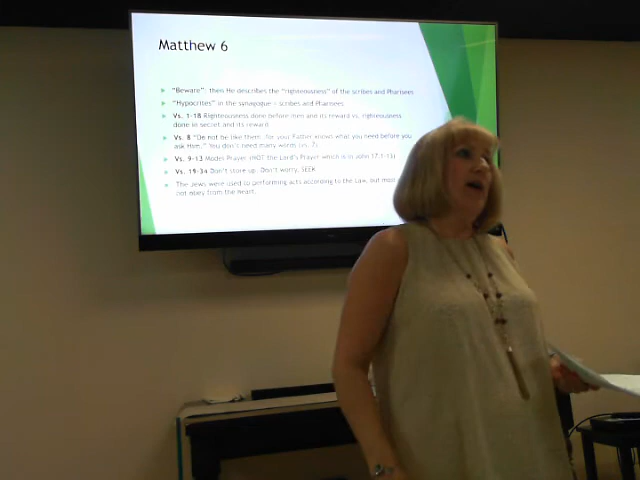 Matthew 6
"Beware": then He describes the "righteousness" of the scribes and Pharisees
"Hypocrites" in the synagogue = scribes and Pharisees
Vs. 1-18 Righteousness done before men and its reward vs. righteousness
done in secret and its reward
Vs. 8 "Do not be like them, for your Father knows what you need before you
ask Him." You don't need many words (vs. 7)
Vs. 9-13 Model Prayer (NOT the Lord's Prayer which is in John 17:1-13)
Vs. 19-34 Don't store up, Don't worry, SEEK
The Jews were used to performing acts according to the Law, but
not obey from the heart.